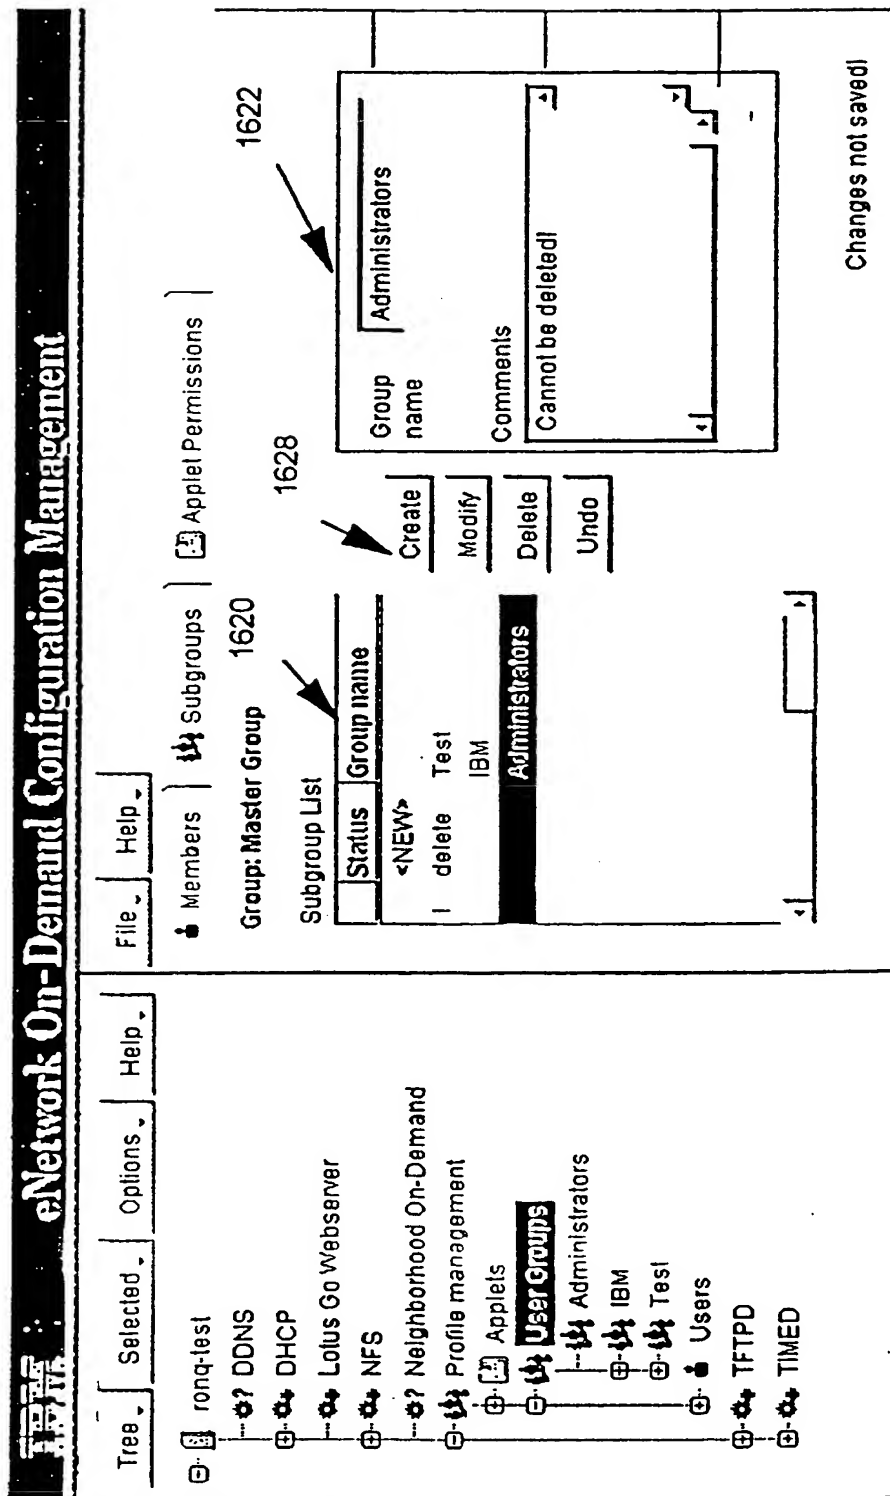 IBM eNetwork On-Demand Configuration Management
Tree Selected Options Help
ronq-test
? DDNS
DHCP
Lotus Go Webserver
NFS
? Neighborhood On-Demand
Profile management
Applets
User Groups
Administrators
IBM
Test
Users
TFTPD
TIMED
File Help
Members Subgroups Applet Permissions
Group: Master Group
1620
1628
1622
Subgroup List
Status Group name
<NEW>
! delete Test
IBM
Administrators
Create
Modify
Delete
Undo
Group
name
Administrators
Comments
Cannot be deleted!
Changes not saved!